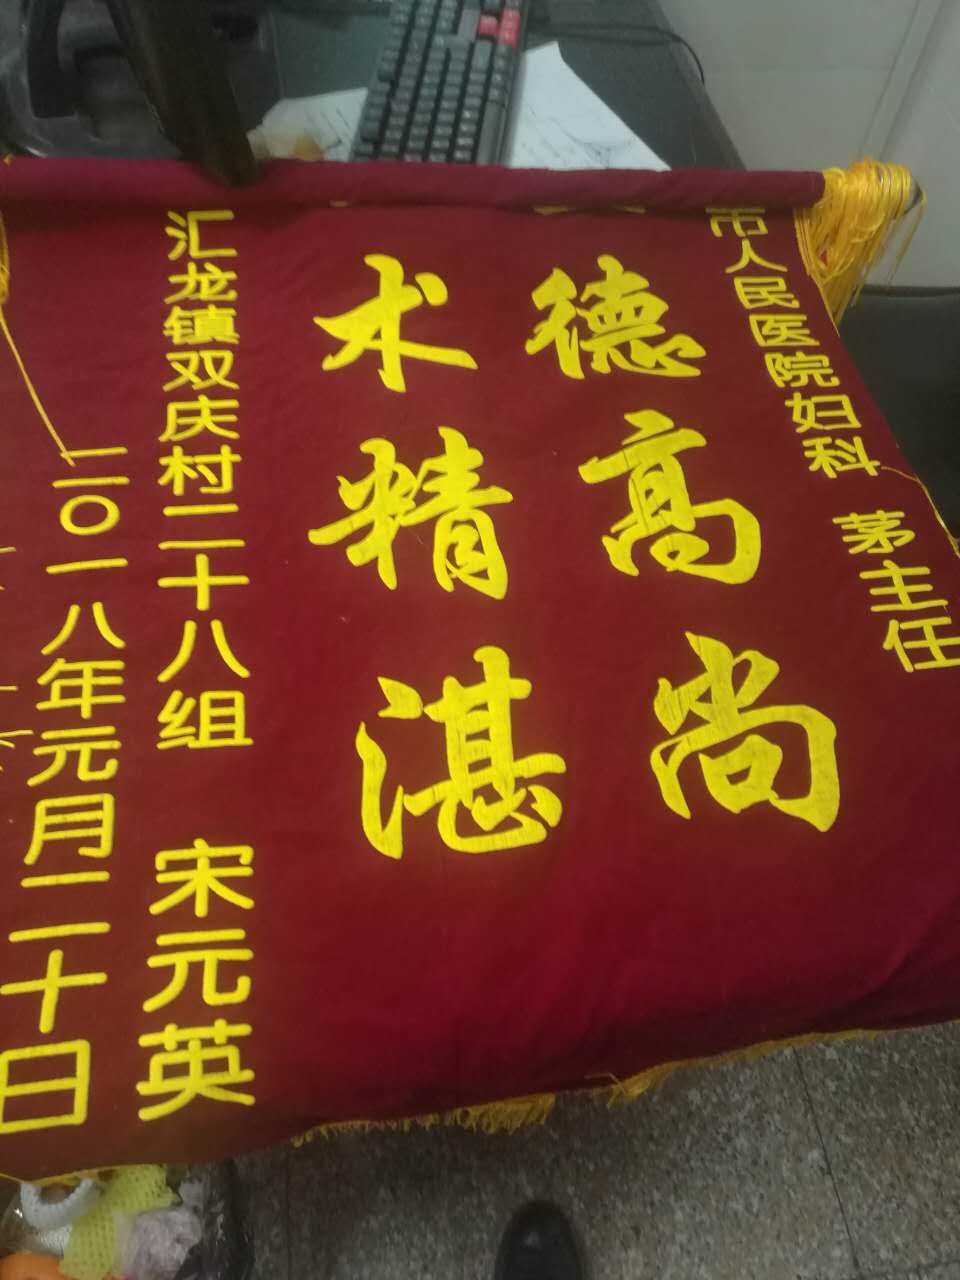 市人民医院妇科 茅主任
德高尚
术精湛
汇龙镇双庆村二十八组 宋元英
二〇一八年元月二十日